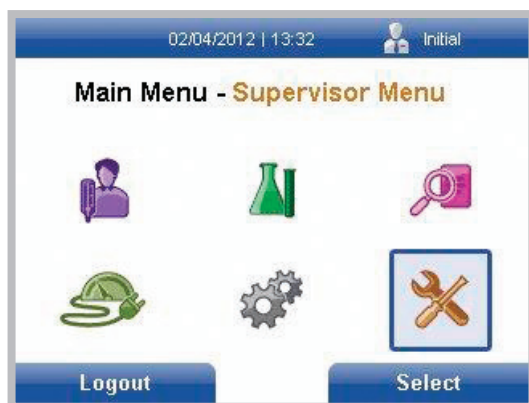 02/04/2012 | 13:32 Initial
Main Menu - Supervisor Menu
Logout Select